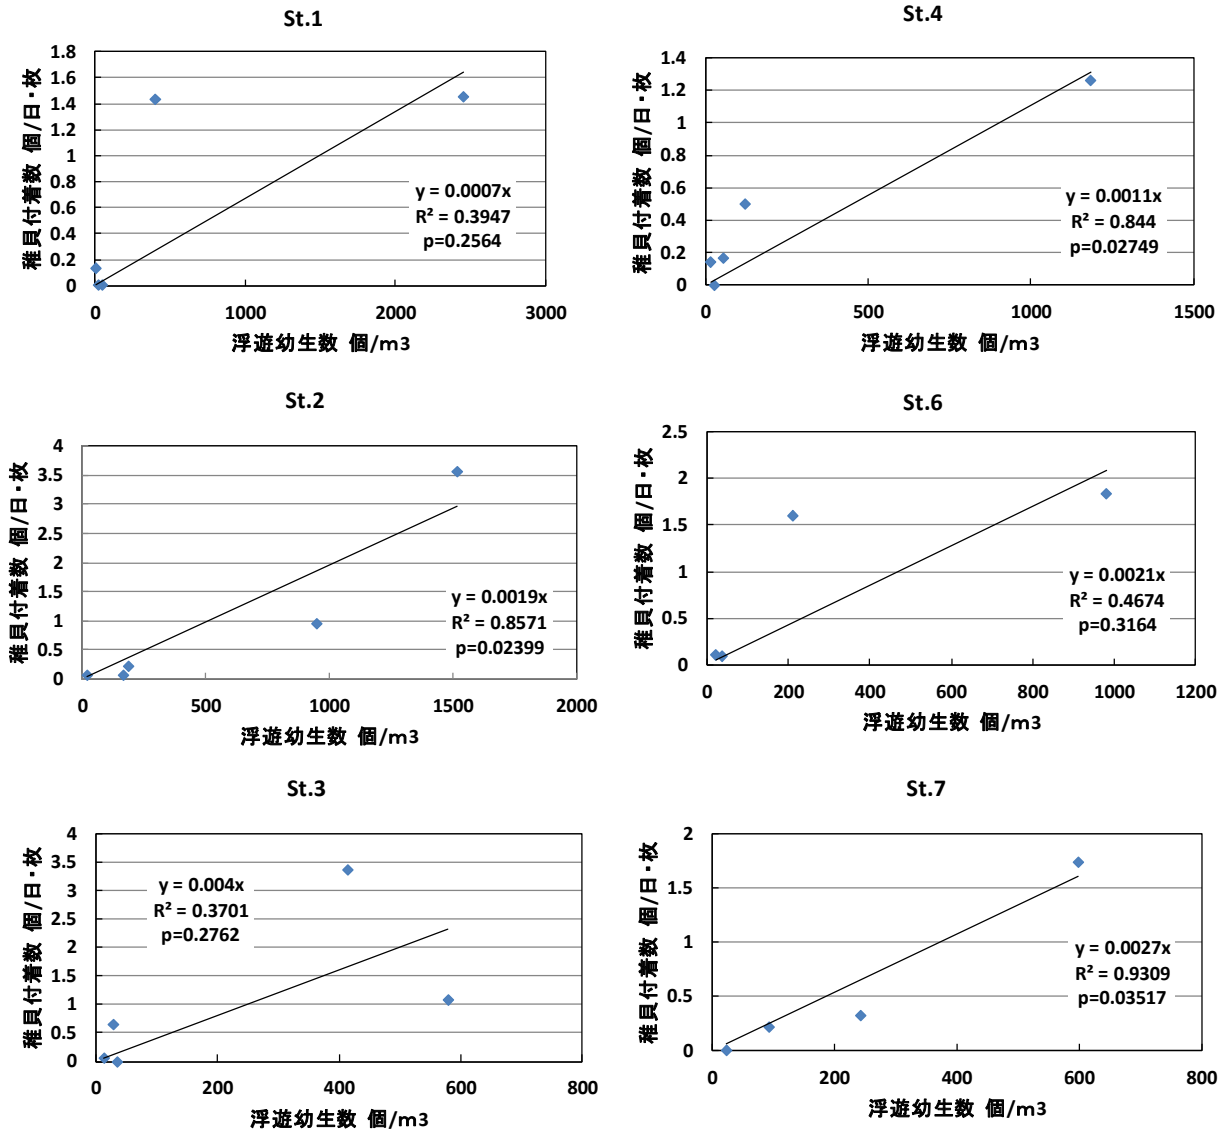 St.1
稚貝付着数 個/日・枚
1.8
1.6
1.4
1.2
1
0.8
0.6
0.4
0.2
0
y = 0.0007x
R² = 0.3947
p=0.2564
0 1000 2000 3000
浮遊幼生数 個/m3
St.4
稚貝付着数 個/日・枚
1.4
1.2
1
0.8
0.6
0.4
0.2
0
y = 0.0011x
R² = 0.844
p=0.02749
0 500 1000 1500
浮遊幼生数 個/m3
St.2
稚貝付着数 個/日・枚
4
3.5
3
2.5
2
1.5
1
0.5
0
y = 0.0019x
R² = 0.8571
p=0.02399
0 500 1000 1500 2000
浮遊幼生数 個/m3
St.6
稚貝付着数 個/日・枚
2.5
2
1.5
1
0.5
0
y = 0.0021x
R² = 0.4674
p=0.3164
0 200 400 600 800 1000 1200
浮遊幼生数 個/m3
St.3
稚貝付着数 個/日・枚
4
3.5
3
2.5
2
1.5
1
0.5
0
y = 0.004x
R² = 0.3701
p=0.2762
0 200 400 600 800
浮遊幼生数 個/m3
St.7
稚貝付着数 個/日・枚
2
1.5
1
0.5
0
y = 0.0027x
R² = 0.9309
p=0.03517
0 200 400 600 800
浮遊幼生数 個/m3